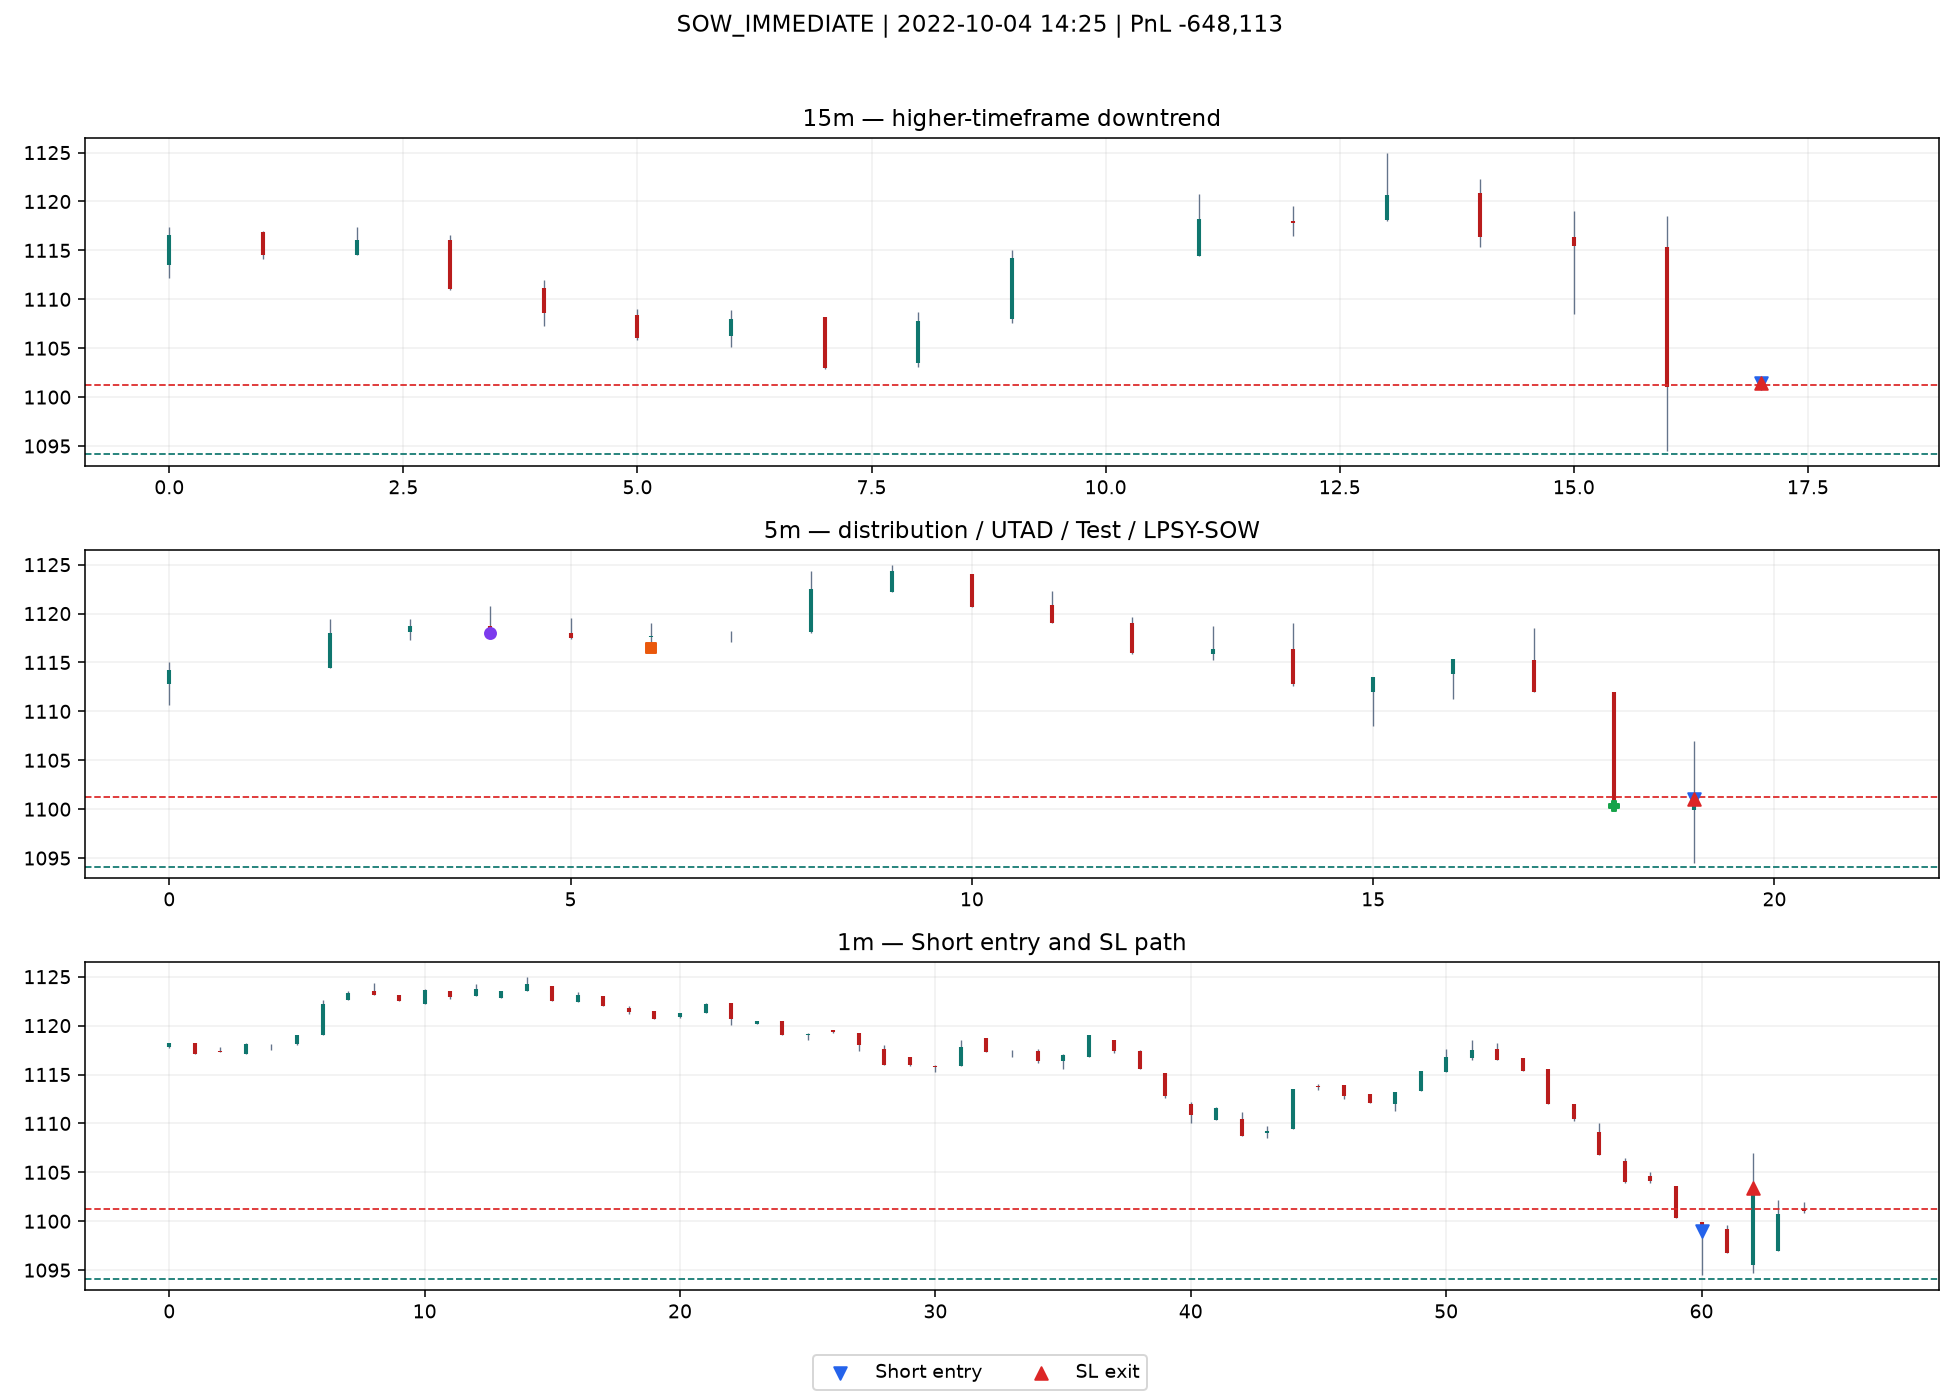 SOW_IMMEDIATE | 2022-10-04 14:25 | PnL -648,113
15m — higher-timeframe downtrend
1125
1120
1115
1110
1105
1100
1095
0.0 2.5 5.0 7.5 10.0 12.5 15.0 17.5
5m — distribution / UTAD / Test / LPSY-SOW
1125
1120
1115
1110
1105
1100
1095
0 5 10 15 20
1m — Short entry and SL path
1125
1120
1115
1110
1105
1100
1095
0 10 20 30 40 50 60
Short entry SL exit